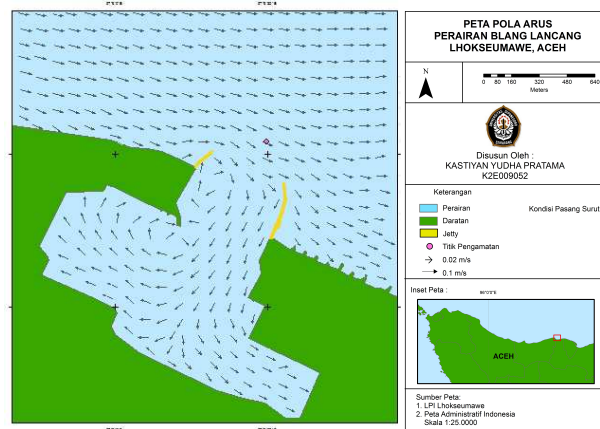 PETA POLA ARUS
PERAIRAN BLANG LANCANG
LHOKSEUMAWE, ACEH
N
0 80 160 320 480 640
Meters
Disusun Oleh :
KASTIYAN YUDHA PRATAMA
K2E009052
Keterangan
Perairan
Kondisi Pasang Surut
Daratan
Jetty
Titik Pengamatan
0.02 m/s
0.1 m/s
Inset Peta :
ACEH
Sumber Peta:
1. LPI Lhokseumawe
2. Peta Administratif Indonesia
Skala 1:25.0000